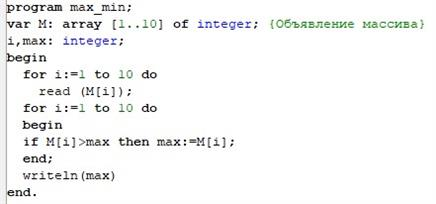 program max_min;
var M: array [1..10] of integer; {Объявление массива}
i,max: integer;
begin
for i:=1 to 10 do
read (M[i]);
for i:=1 to 10 do
begin
if M[i]>max then max:=M[i];
end;
writeln(max)
end.